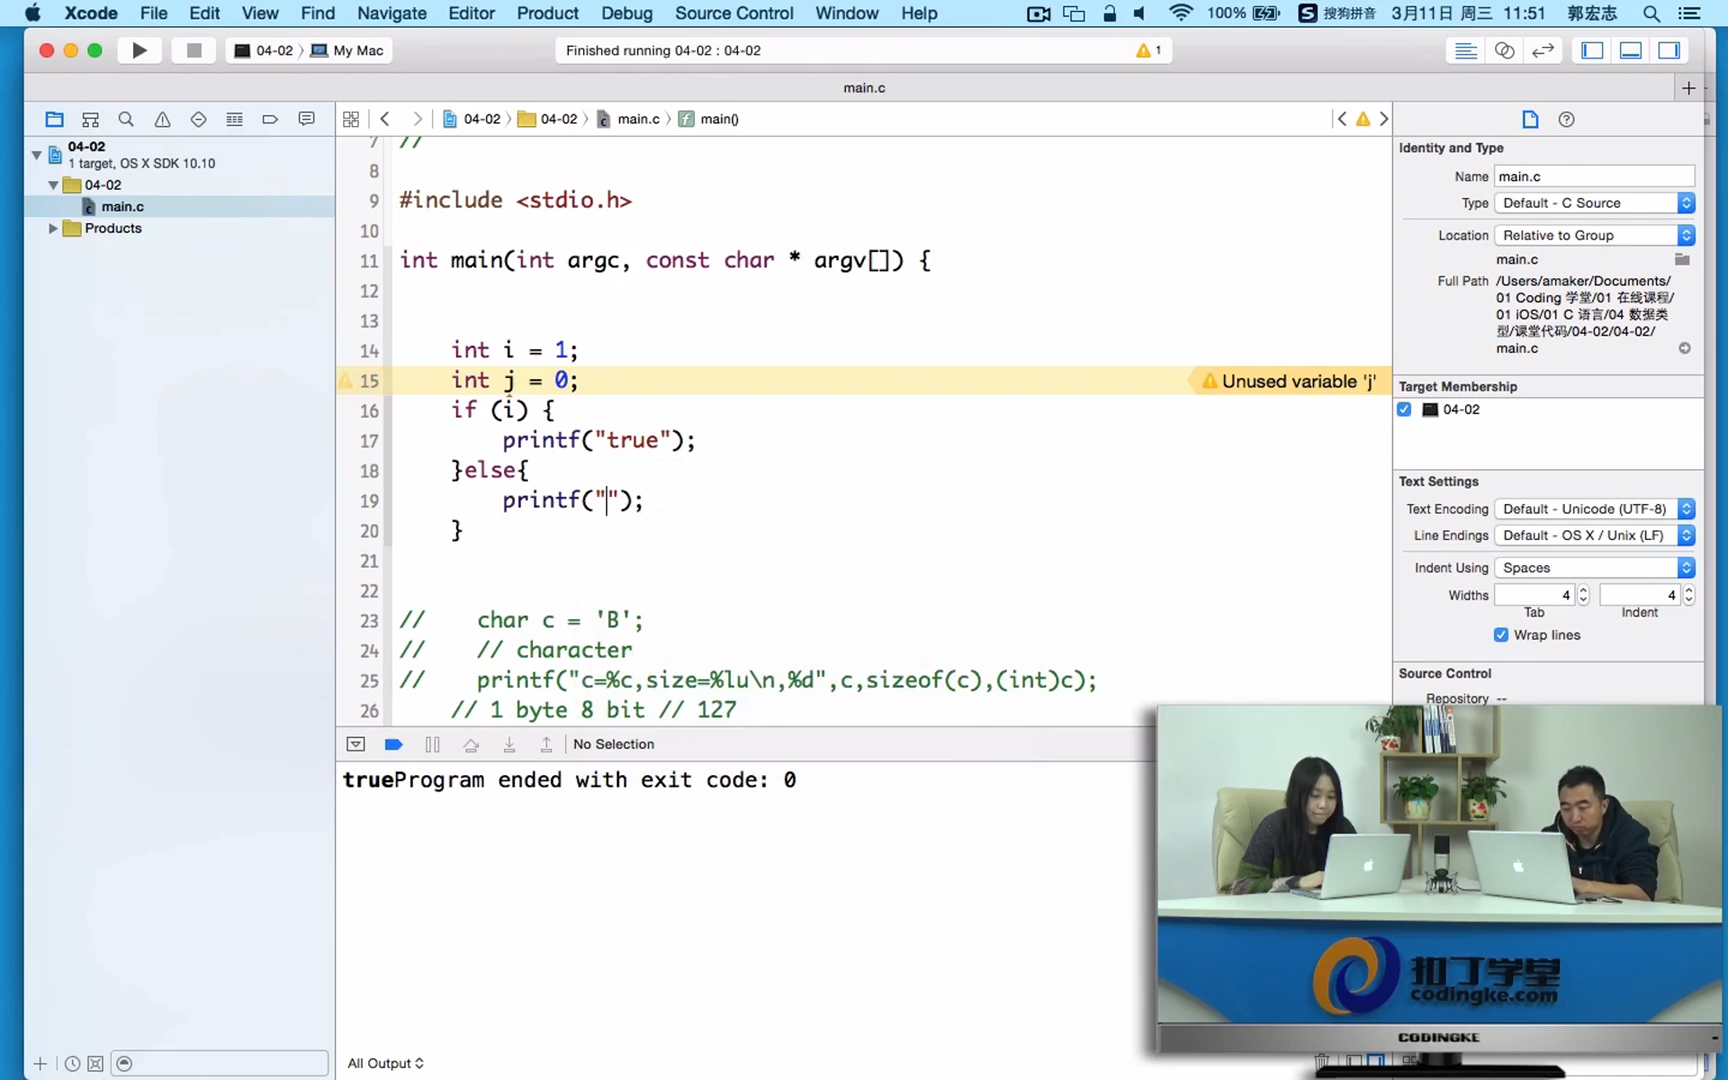 Xcode File Edit View Find Navigate Editor Product Debug Source Control Window Help 100% S 搜狗拼音 3月11日 周三 11:51 郭宏志
04-02 My Mac Finished running 04-02 : 04-02 1
main.c
04-02 04-02 main.c main()
04-02
1 target, OS X SDK 10.10
04-02
main.c
Products
7 //
8
9 #include <stdio.h>
10
11 int main(int argc, const char * argv[]) {
12
13
14 int i = 1;
15 int j = 0; Unused variable 'j'
16 if (i) {
17 printf("true");
18 }else{
19 printf("");
20 }
21
22
23 // char c = 'B';
24 // // character
25 // printf("c=%c,size=%lu\n,%d",c,sizeof(c),(int)c);
26 // 1 byte 8 bit // 127
No Selection
trueProgram ended with exit code: 0
All Output
Identity and Type
Name main.c
Type Default - C Source
Location Relative to Group
main.c
Full Path /Users/amaker/Documents/
01 Coding 学堂/01 在线课程/
01 iOS/01 C 语言/04 数据类
型/课堂代码/04-02/04-02/
main.c
Target Membership
04-02
Text Settings
Text Encoding Default - Unicode (UTF-8)
Line Endings Default - OS X / Unix (LF)
Indent Using Spaces
Widths 4 4
Tab Indent
Wrap lines
Source Control
Repository --
扣丁学堂
codingke.com
CODINGKE